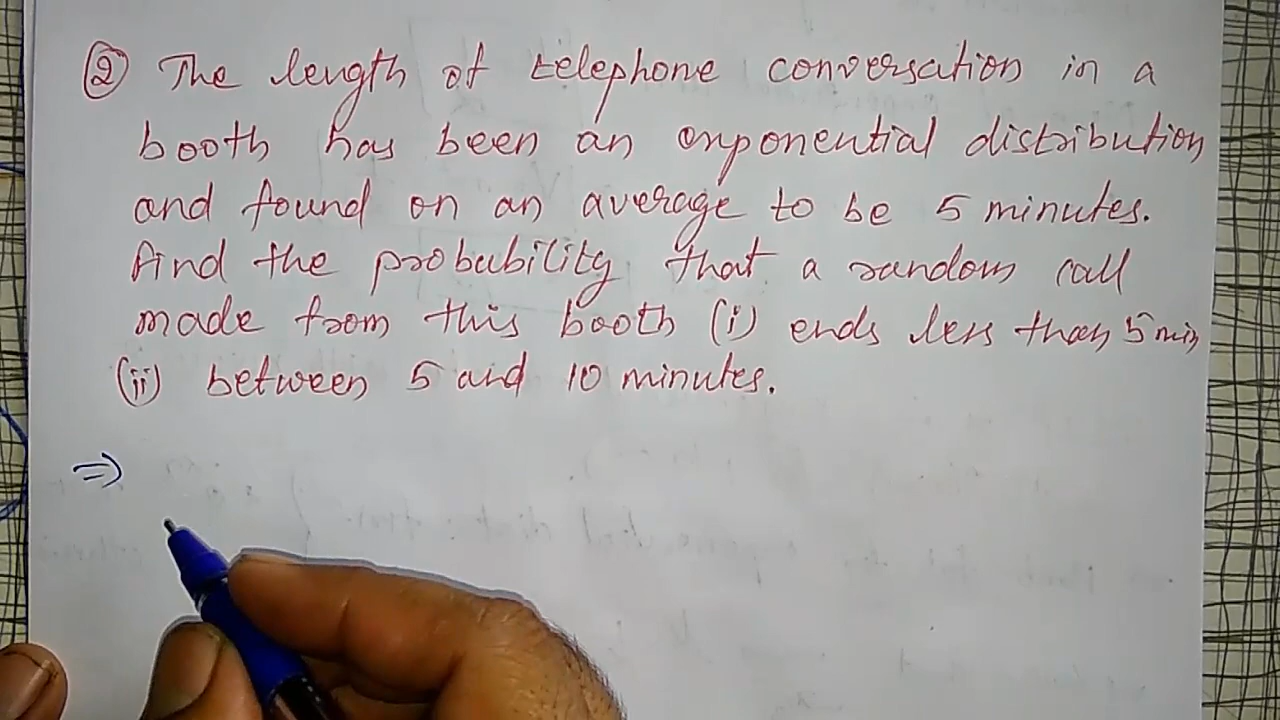 ② The length of telephone conversation in a
booth has been an exponential distribution
and found on an average to be 5 minutes.
Find the probability that a random call
made from this booth (i) ends less than 5 min
(ii) between 5 and 10 minutes.
⇒